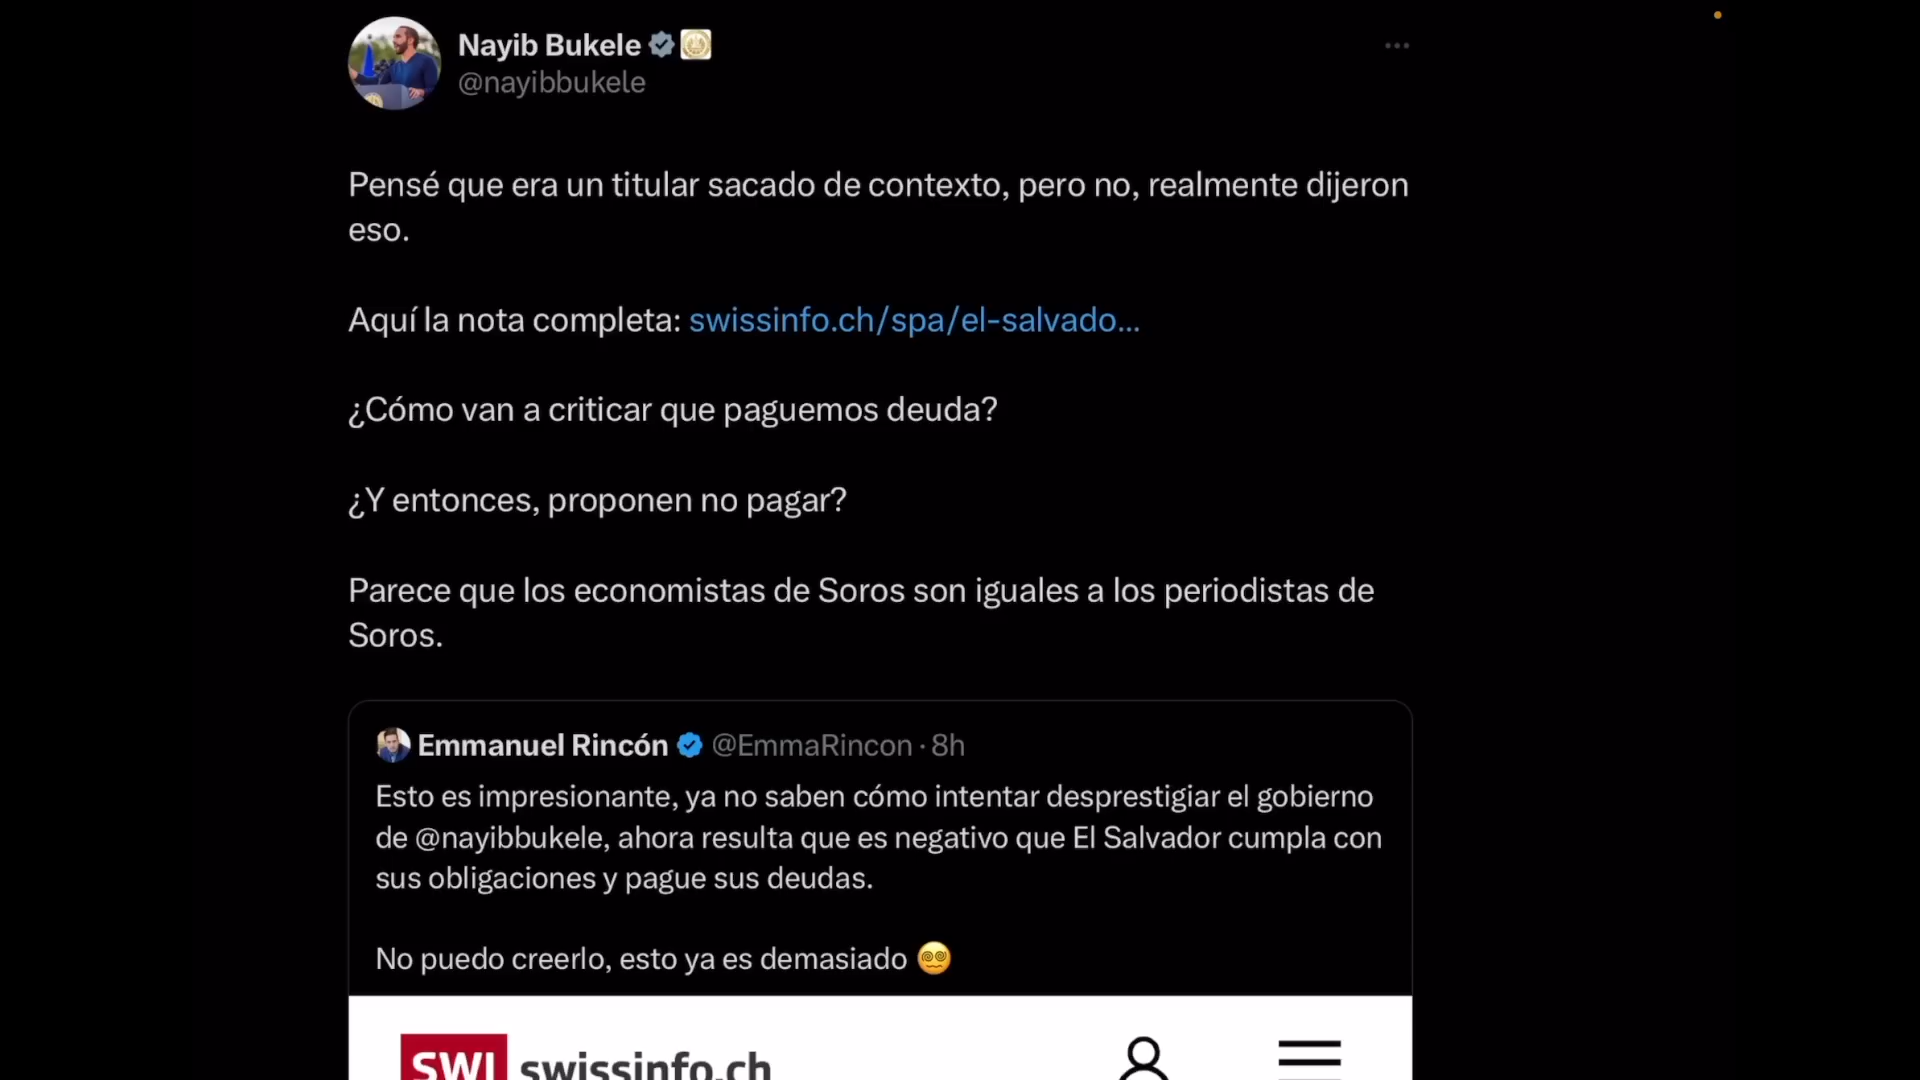 Nayib Bukele
@nayibbukele
Pensé que era un titular sacado de contexto, pero no, realmente dijeron
eso.
Aquí la nota completa: swissinfo.ch/spa/el-salvado...
¿Cómo van a criticar que paguemos deuda?
¿Y entonces, proponen no pagar?
Parece que los economistas de Soros son iguales a los periodistas de
Soros.
Emmanuel Rincón @EmmaRincon · 8h
Esto es impresionante, ya no saben cómo intentar desprestigiar el gobierno
de @nayibbukele, ahora resulta que es negativo que El Salvador cumpla con
sus obligaciones y pague sus deudas.
No puedo creerlo, esto ya es demasiado 😵‍💫
SWI swissinfo.ch